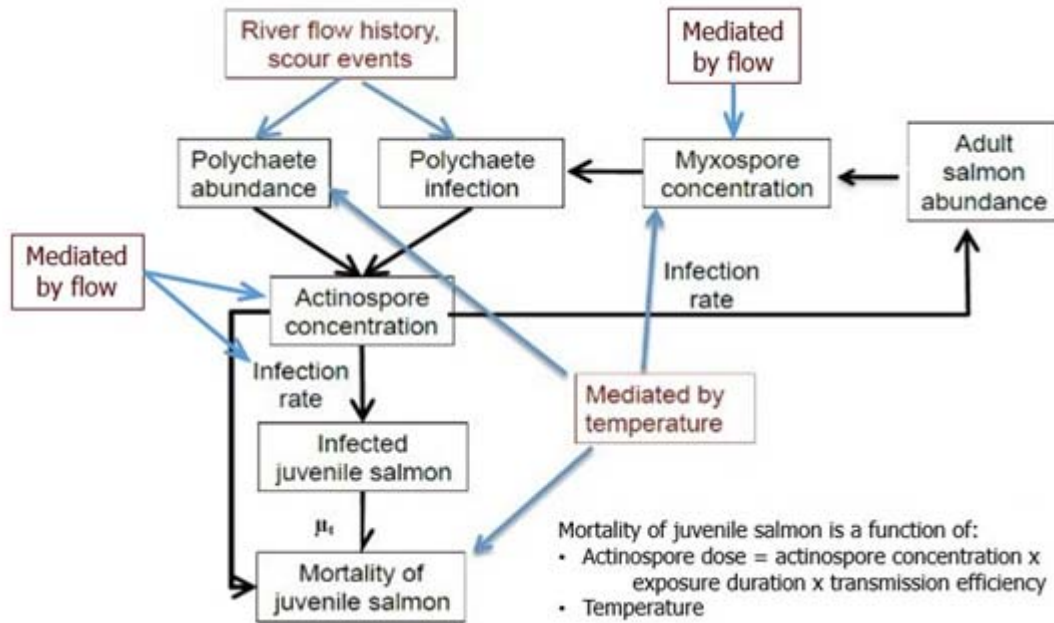 River flow history,
scour events
Mediated
by flow
Polychaete
abundance
Polychaete
infection
Myxospore
concentration
Adult
salmon
abundance
Mediated
by flow
Actinospore
concentration
Infection
rate
Infection
rate
Mediated by
temperature
Infected
juvenile salmon
μt
Mortality of
juvenile salmon
Mortality of juvenile salmon is a function of:
• Actinospore dose = actinospore concentration x
exposure duration x transmission efficiency
• Temperature